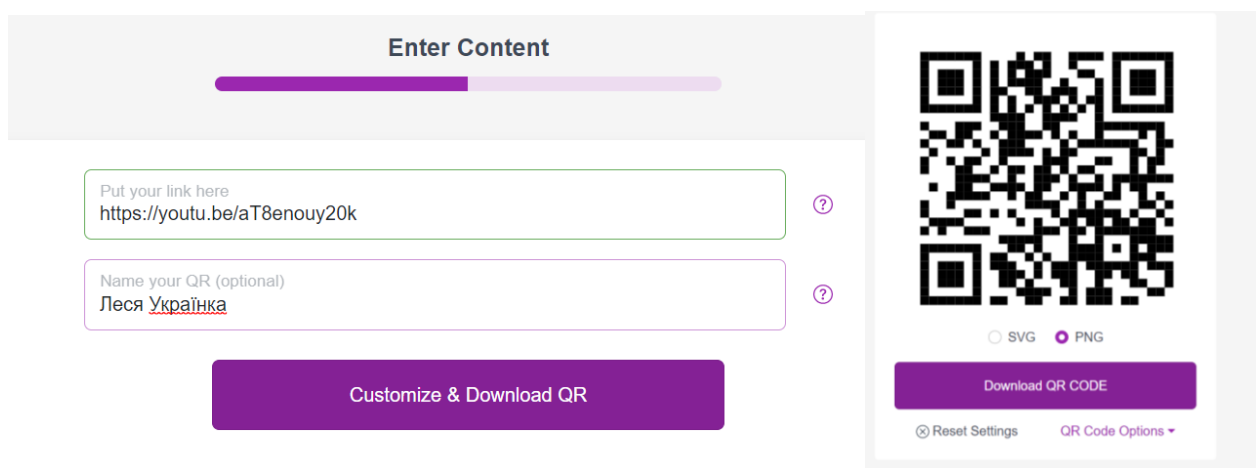 Enter Content
Put your link here
https://youtu.be/aT8enouy20k
Name your QR (optional)
Леся Українка
Customize & Download QR
SVG PNG
Download QR CODE
Reset Settings QR Code Options